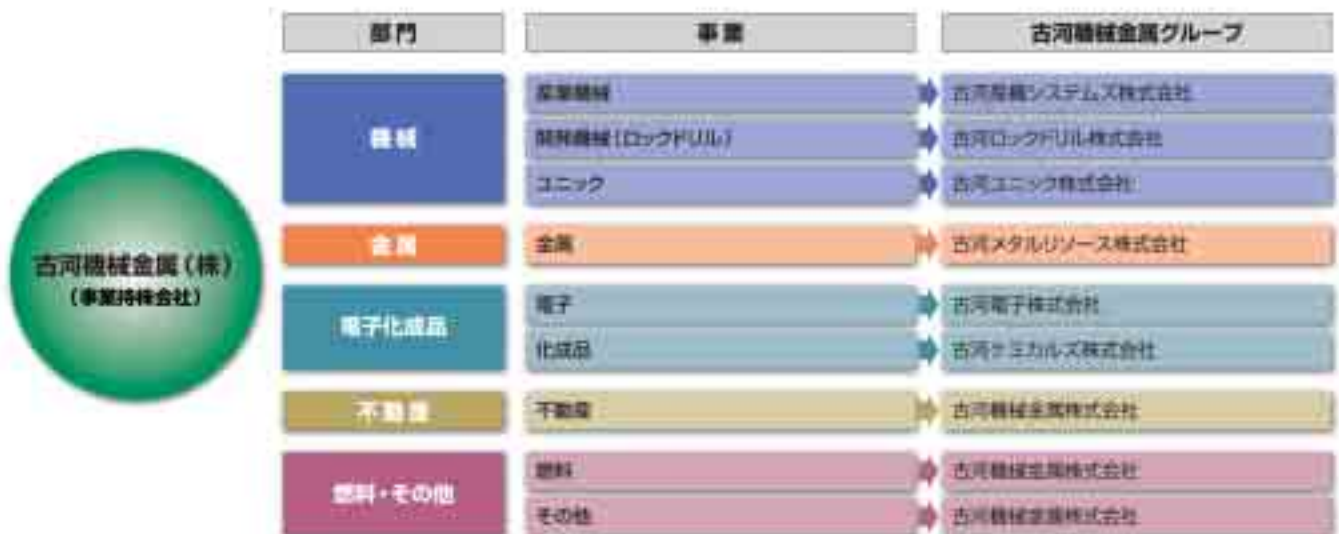 部門
事業
古河機械金属グループ
古河機械金属(株)
(事業持株会社)
機械
産業機械
古河産機システムズ株式会社
開発機械(ロックドリル)
古河ロックドリル株式会社
ユニック
古河ユニック株式会社
金属
金属
古河メタルリソース株式会社
電子化成品
電子
古河電子株式会社
化成品
古河ケミカルズ株式会社
不動産
不動産
古河機械金属株式会社
燃料・その他
燃料
古河機械金属株式会社
その他
古河機械金属株式会社